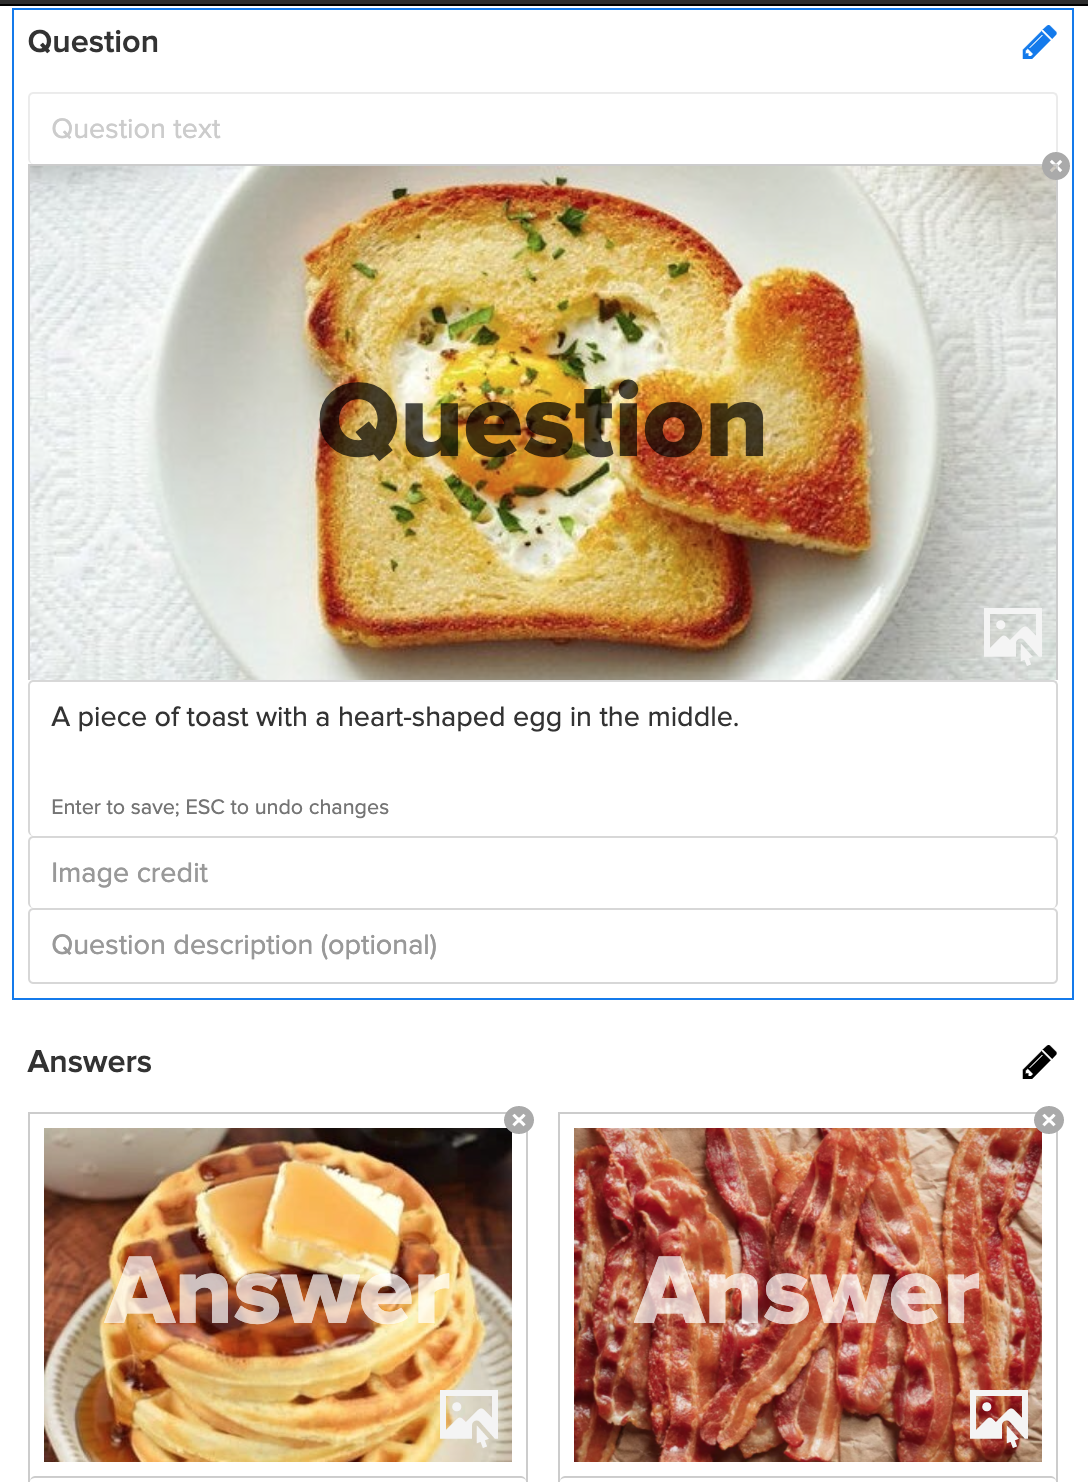 Question
Question text
Question
A piece of toast with a heart-shaped egg in the middle.
Enter to save; ESC to undo changes
Image credit
Question description (optional)
Answers
Answer
Answer